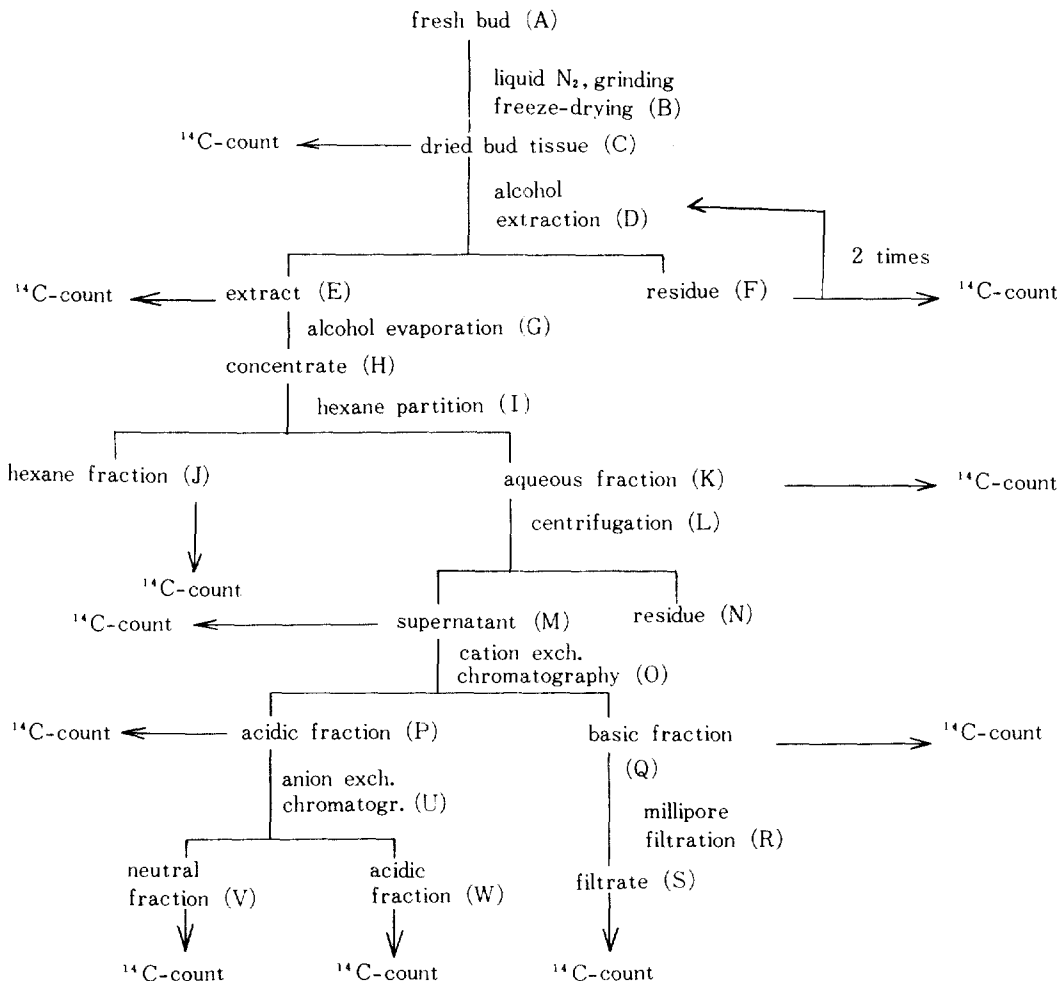 fresh bud (A)
liquid N₂, grinding
freeze-drying (B)
¹⁴C-count
dried bud tissue (C)
alcohol
extraction (D)
2 times
¹⁴C-count
extract (E)
residue (F)
¹⁴C-count
alcohol evaporation (G)
concentrate (H)
hexane partition (I)
hexane fraction (J)
aqueous fraction (K)
¹⁴C-count
centrifugation (L)
¹⁴C-count
¹⁴C-count
supernatant (M)
residue (N)
cation exch.
chromatography (O)
¹⁴C-count
acidic fraction (P)
basic fraction
(Q)
¹⁴C-count
anion exch.
chromatogr. (U)
millipore
filtration (R)
neutral
fraction (V)
acidic
fraction (W)
filtrate (S)
¹⁴C-count
¹⁴C-count
¹⁴C-count